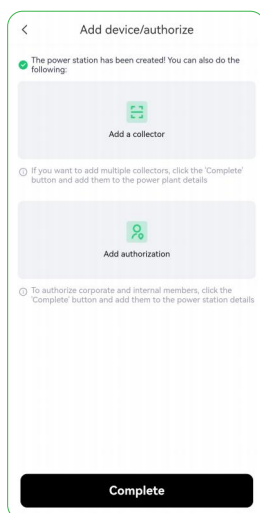 Add device/authorize
The power station has been created! You can also do the
following:
Add a collector
If you want to add multiple collectors, click the 'Complete'
button and add them to the power plant details
Add authorization
To authorize corporate and internal members, click the
'Complete' button and add them to the power station details
Complete